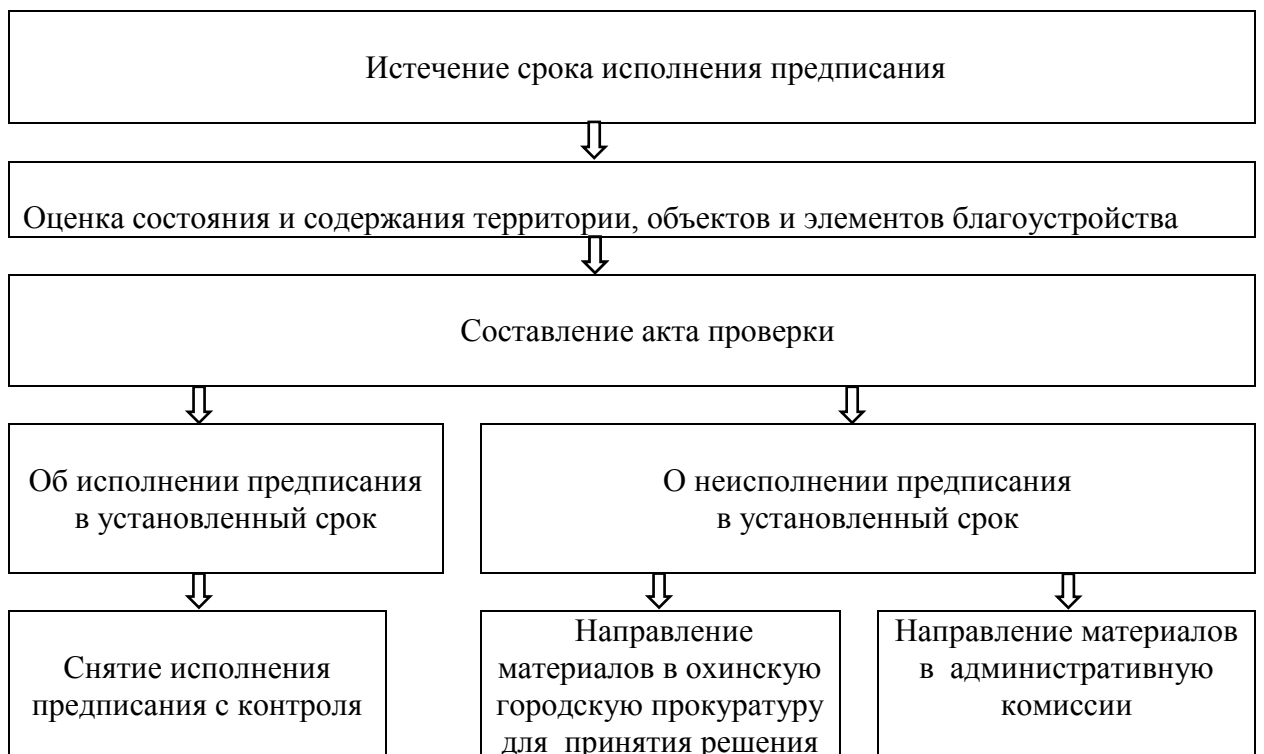 Истечение срока исполнения предписания
Оценка состояния и содержания территории, объектов и элементов благоустройства
Составление акта проверки
Об исполнении предписания
в установленный срок
О неисполнении предписания
в установленный срок
Снятие исполнения
предписания с контроля
Направление
материалов в охинскую
городскую прокуратуру
для принятия решения
Направление материалов
в административную
комиссии